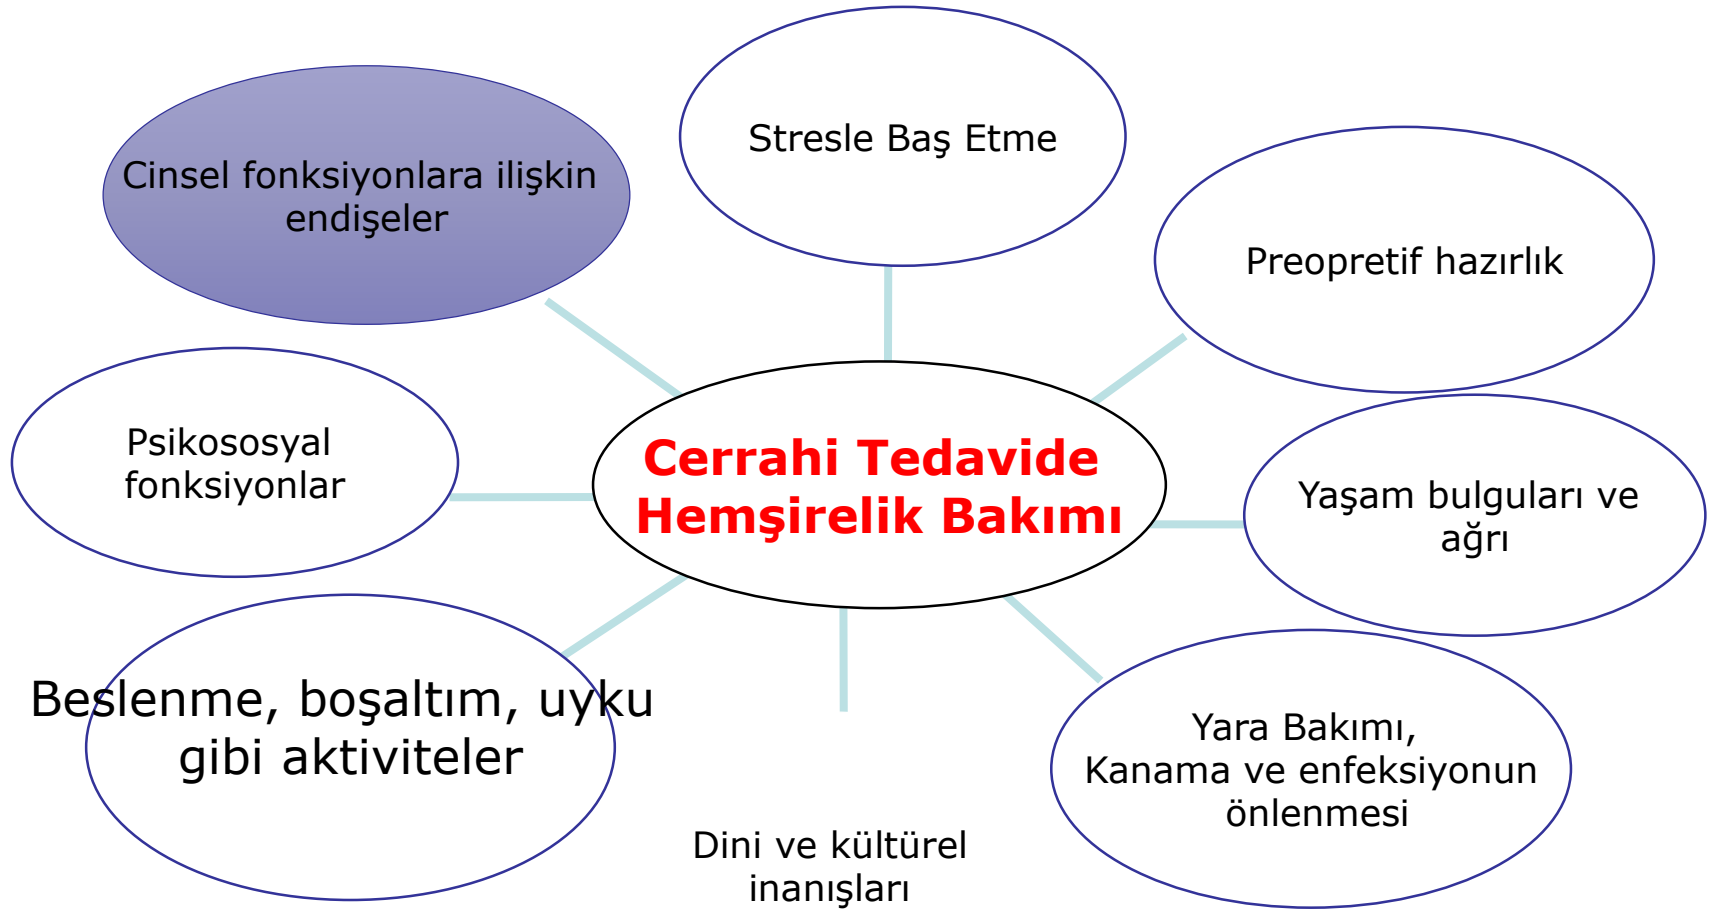 Stresle Baş Etme
Cinsel fonksiyonlara ilişkin
endişeler
Preopretif hazırlık
Psikososyal
fonksiyonlar
Cerrahi Tedavide
Hemşirelik Bakımı
Yaşam bulguları ve
ağrı
Beslenme, boşaltım, uyku
gibi aktiviteler
Yara Bakımı,
Kanama ve enfeksiyonun
önlenmesi
Dini ve kültürel
inanışları